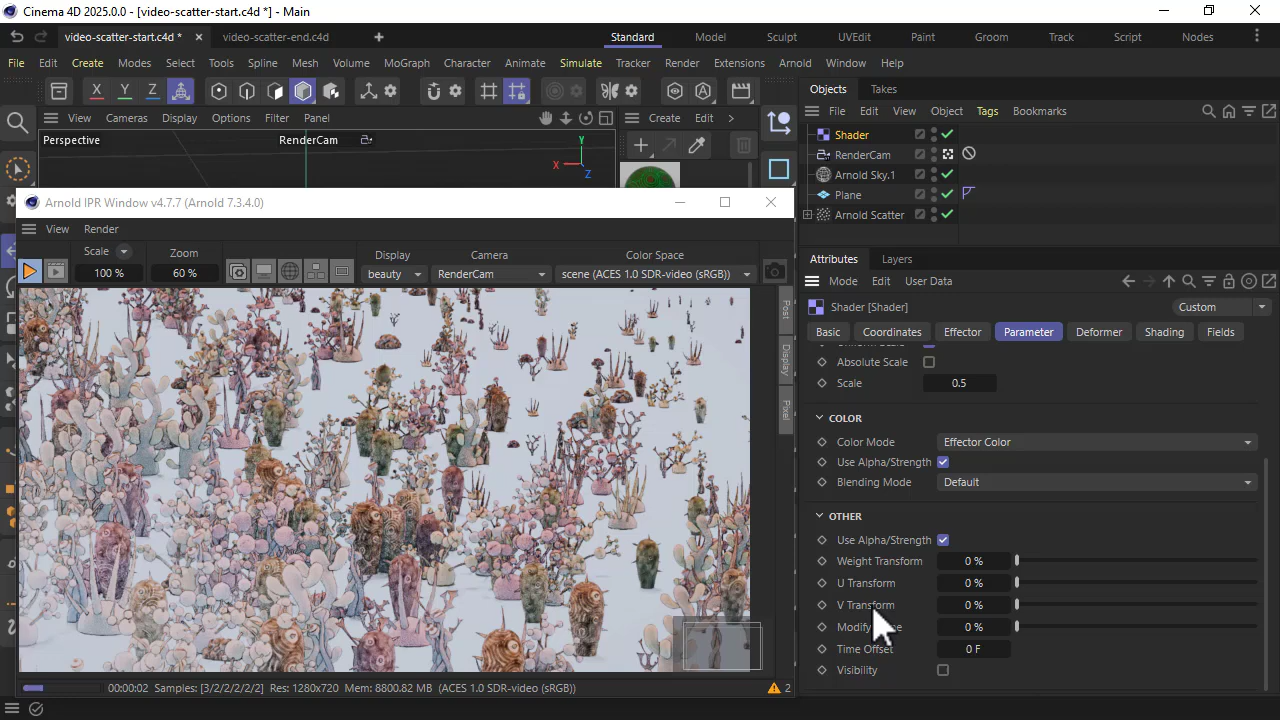 Cinema 4D 2025.0.0 - [video-scatter-start.c4d *] - Main
video-scatter-start.c4d * video-scatter-end.c4d Standard Model Sculpt UVEdit Paint Groom Track Script Nodes
File Edit Create Modes Select Tools Spline Mesh Volume MoGraph Character Animate Simulate Tracker Render Extensions Arnold Window Help
X Y Z Objects Takes
View Cameras Display Options Filter Panel Create Edit File Edit View Object Tags Bookmarks
Perspective RenderCam Y X Z
Shader
RenderCam
Arnold Sky.1
Plane
Arnold Scatter
Arnold IPR Window v4.7.7 (Arnold 7.3.4.0)
View Render
Scale Zoom Display Camera Color Space
100 % 60 % beauty RenderCam scene (ACES 1.0 SDR-video (sRGB))
Post
Display
Pixel
00:00:02 Samples: [3/2/2/2/2/2] Res: 1280x720 Mem: 8800.82 MB (ACES 1.0 SDR-video (sRGB)) 2
Attributes Layers
Mode Edit User Data
Shader [Shader] Custom
Basic Coordinates Effector Parameter Deformer Shading Fields
Absolute Scale
Scale 0.5
COLOR
Color Mode Effector Color
Use Alpha/Strength
Blending Mode Default
OTHER
Use Alpha/Strength
Weight Transform 0 %
U Transform 0 %
V Transform 0 %
0 %
Time Offset 0 F
Visibility